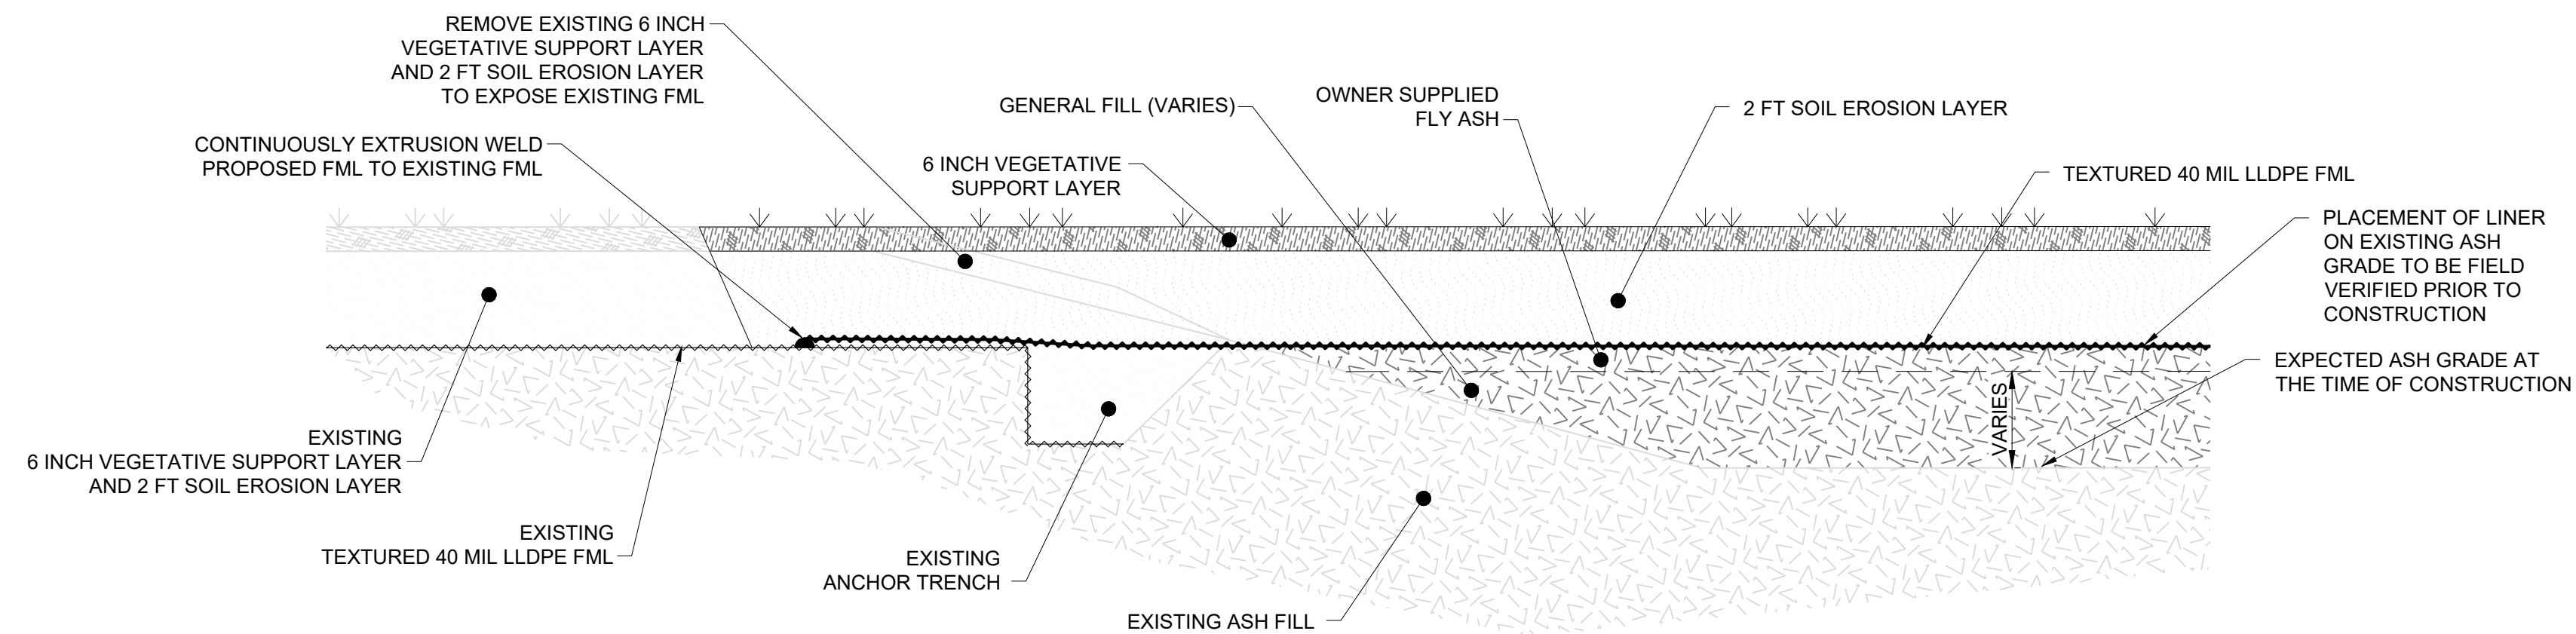 REMOVE EXISTING 6 INCH
VEGETATIVE SUPPORT LAYER
AND 2 FT SOIL EROSION LAYER
TO EXPOSE EXISTING FML
CONTINUOUSLY EXTRUSION WELD
PROPOSED FML TO EXISTING FML
GENERAL FILL (VARIES)
6 INCH VEGETATIVE
SUPPORT LAYER
OWNER SUPPLIED
FLY ASH
2 FT SOIL EROSION LAYER
TEXTURED 40 MIL LLDPE FML
PLACEMENT OF LINER
ON EXISTING ASH
GRADE TO BE FIELD
VERIFIED PRIOR TO
CONSTRUCTION
EXPECTED ASH GRADE AT
THE TIME OF CONSTRUCTION
VARIES
EXISTING
6 INCH VEGETATIVE SUPPORT LAYER
AND 2 FT SOIL EROSION LAYER
EXISTING
TEXTURED 40 MIL LLDPE FML
EXISTING
ANCHOR TRENCH
EXISTING ASH FILL